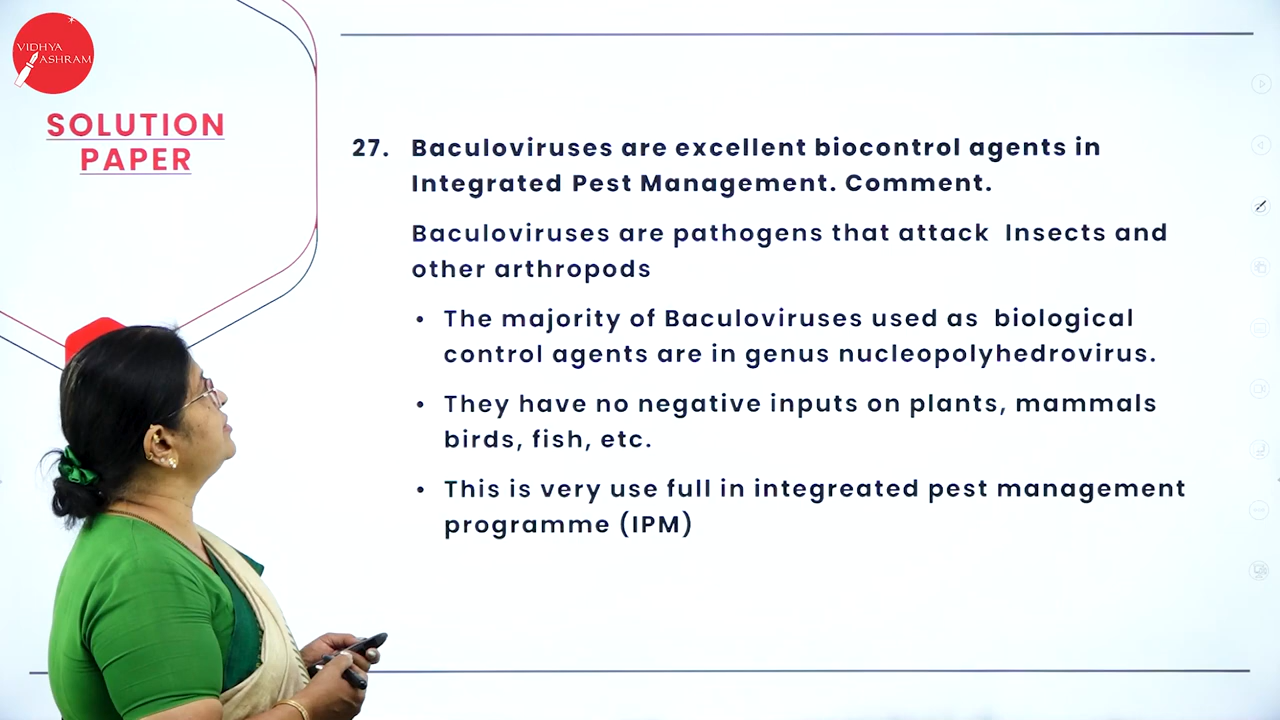 VIDHYA
ASHRAM
SOLUTION
PAPER
27. Baculoviruses are excellent biocontrol agents in
Integrated Pest Management. Comment.
Baculoviruses are pathogens that attack Insects and
other arthropods
• The majority of Baculoviruses used as biological
control agents are in genus nucleopolyhedrovirus.
• They have no negative inputs on plants, mammals
birds, fish, etc.
• This is very use full in integreated pest management
programme (IPM)